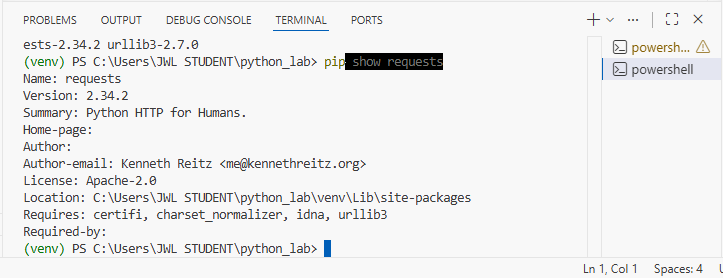 PROBLEMS OUTPUT DEBUG CONSOLE TERMINAL PORTS
ests-2.34.2 urllib3-2.7.0
(venv) PS C:\Users\JWL STUDENT\python_lab> pip show requests
Name: requests
Version: 2.34.2
Summary: Python HTTP for Humans.
Home-page:
Author:
Author-email: Kenneth Reitz <me@kennethreitz.org>
License: Apache-2.0
Location: C:\Users\JWL STUDENT\python_lab\venv\Lib\site-packages
Requires: certifi, charset_normalizer, idna, urllib3
Required-by:
(venv) PS C:\Users\JWL STUDENT\python_lab>
powersh...
powershell
Ln 1, Col 1 Spaces: 4